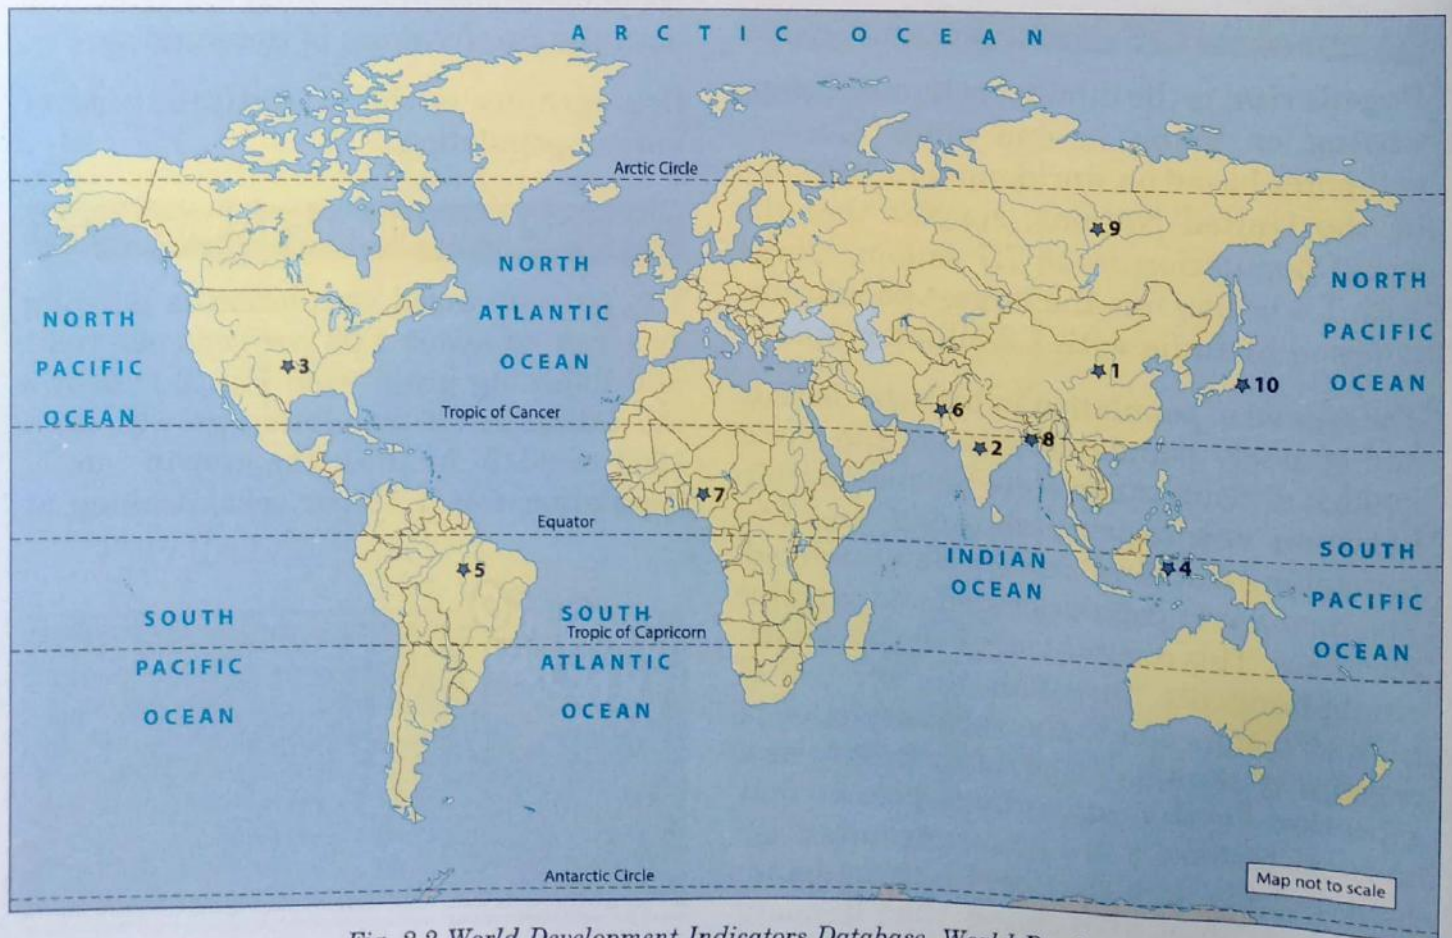 ARCTIC OCEAN
Arctic Circle
9
NORTH
ATLANTIC
OCEAN
NORTH
PACIFIC
OCEAN
NORTH
PACIFIC
OCEAN
3
1
10
6
Tropic of Cancer
8
2
7
Equator
INDIAN
OCEAN
4
5
SOUTH
PACIFIC
OCEAN
SOUTH
PACIFIC
OCEAN
SOUTH
Tropic of Capricorn
ATLANTIC
OCEAN
Antarctic Circle
Map not to scale
World Development Indicators Database, World